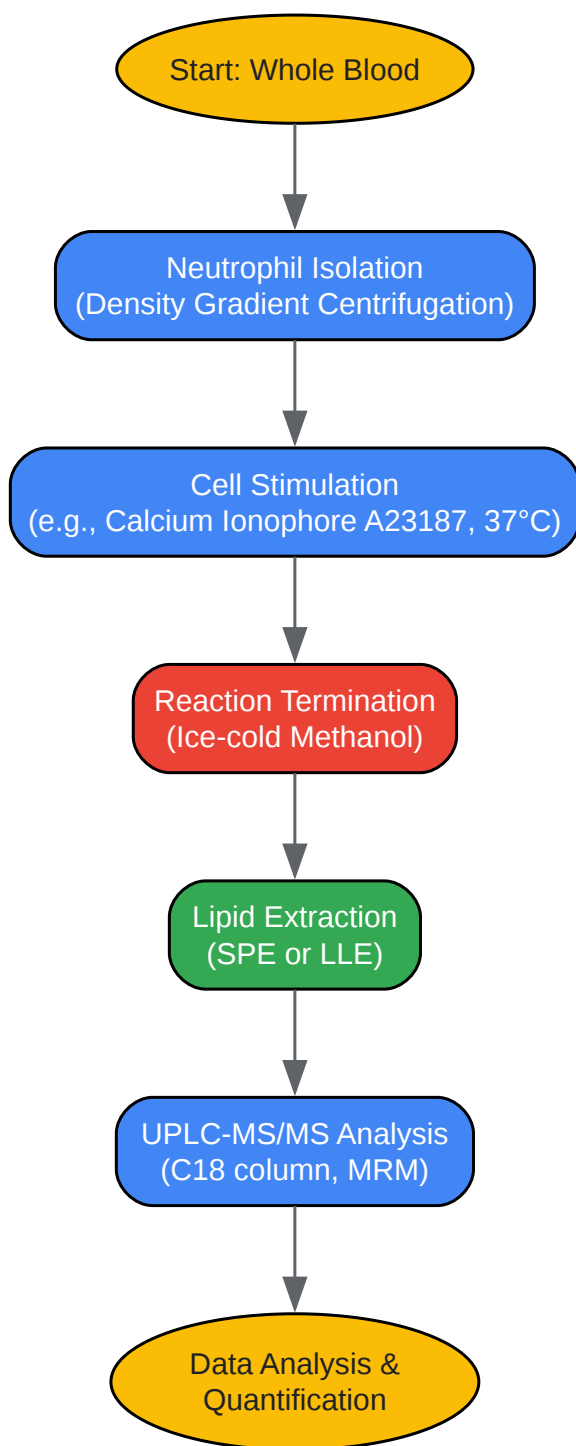 Start: Whole Blood
Neutrophil Isolation
(Density Gradient Centrifugation)
Cell Stimulation
(e.g., Calcium Ionophore A23187, 37°C)
Reaction Termination
(Ice-cold Methanol)
Lipid Extraction
(SPE or LLE)
UPLC-MS/MS Analysis
(C18 column, MRM)
Data Analysis &
Quantification